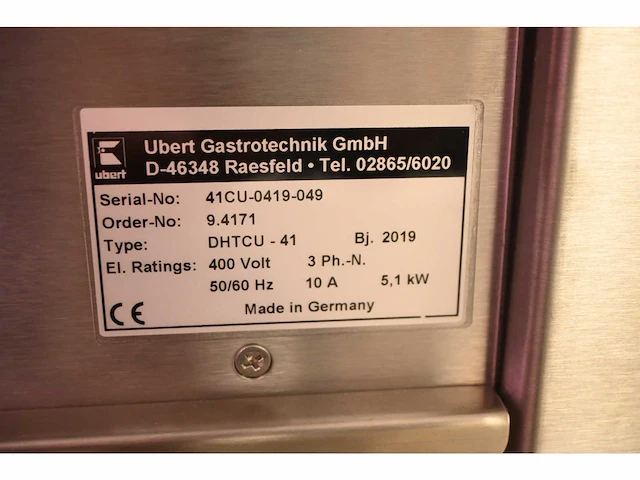 ubert
Ubert Gastrotechnik GmbH
D-46348 Raesfeld • Tel. 02865/6020
Serial-No: 41CU-0419-049
Order-No: 9.4171
Type: DHTCU - 41 Bj. 2019
El. Ratings: 400 Volt 3 Ph.-N.
50/60 Hz 10 A 5,1 kW
CE Made in Germany